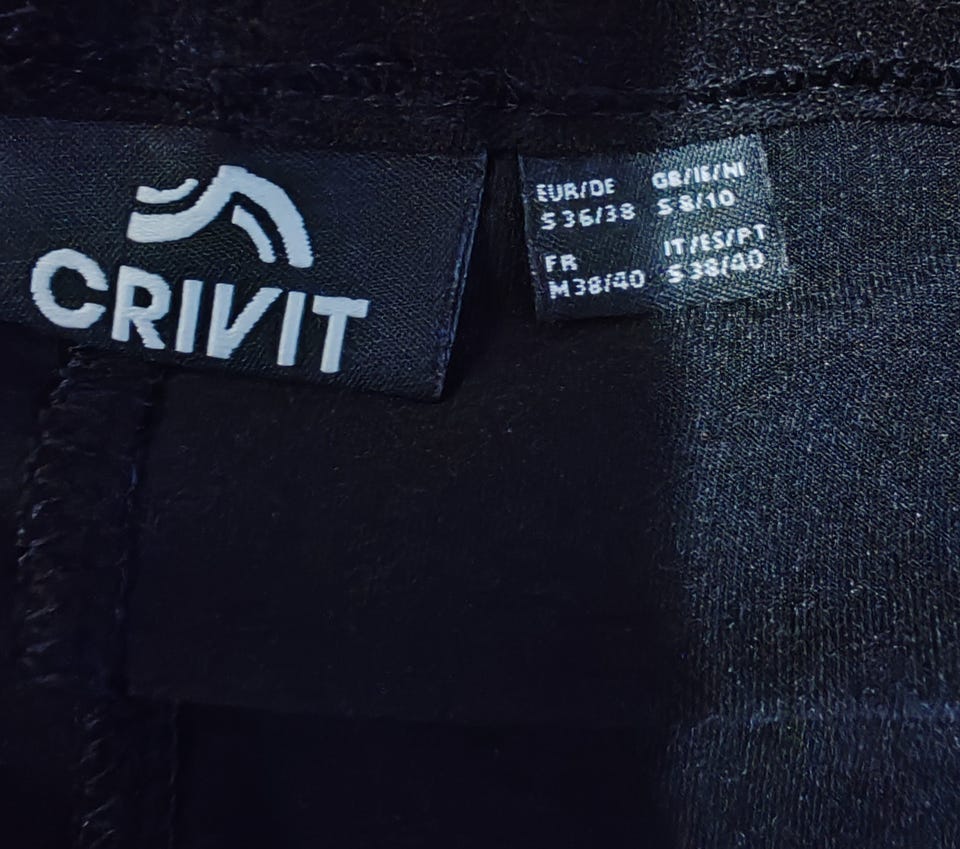 CRIVIT
EUR/DE
S 36/38
GB/IE/NI
S 8/10
FR
M 38/40
IT/ES/PT
S 38/40